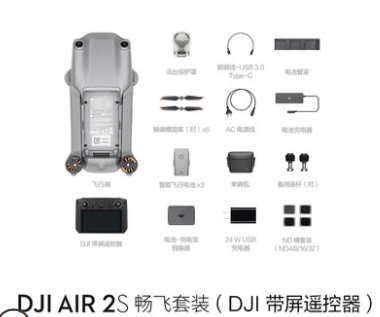 云台保护罩
数据线-USB 3.0
Type-C
电池管家
降噪螺旋桨（对）x6
AC 电源线
电池充电器
飞行器
智能飞行电池 x3
单肩包
备用摇杆（对）
DJI 带屏遥控器
电池-充电宝
转换器
24 W USB
充电器
ND 镜套装
（ND4/8/16/32）
DJI AIR 2S 畅飞套装（DJI 带屏遥控器）